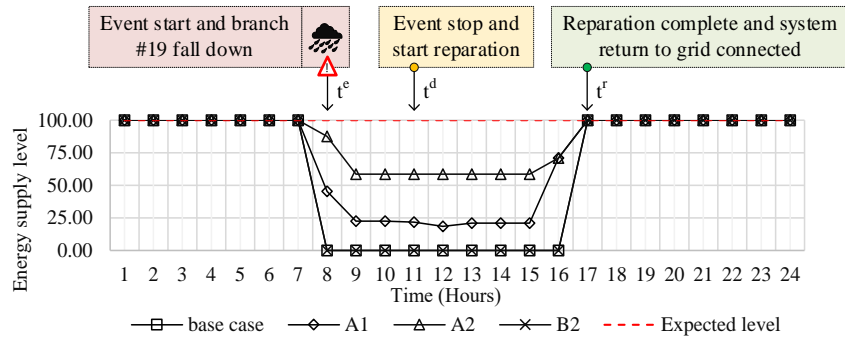 Event start and branch
#19 fall down
Event stop and
start reparation
Reparation complete and system
return to grid connected
!
tᵉ
tᵈ
tʳ
Energy supply level
100.00
75.00
50.00
25.00
0.00
1 2 3 4 5 6 7 8 9 10 11 12 13 14 15 16 17 18 19 20 21 22 23 24
Time (Hours)
base case A1 A2 B2 Expected level